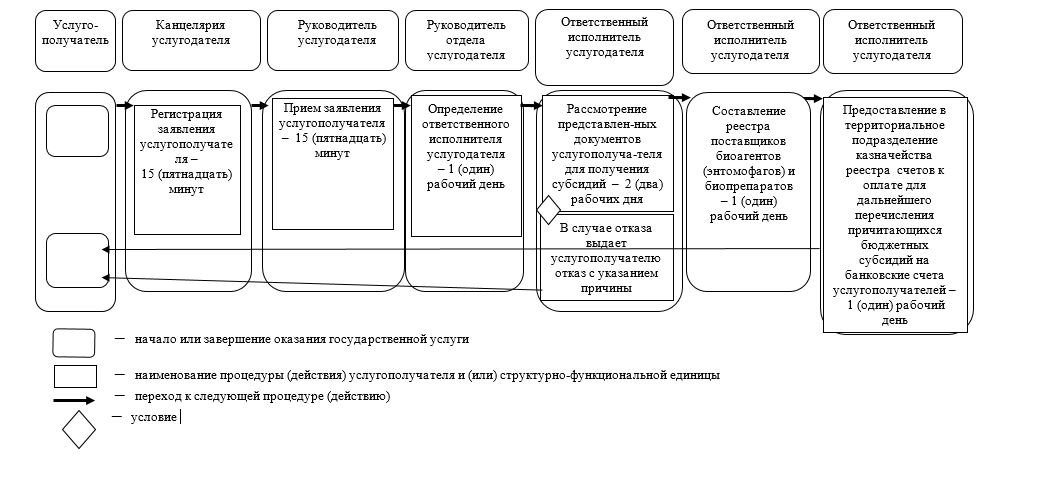 Услуго-
получатель
Канцелярия
услугодателя
Руководитель
услугодателя
Руководитель
отдела
услугодателя
Ответственный
исполнитель
услугодателя
Ответственный
исполнитель
услугодателя
Ответственный
исполнитель
услугодателя
Регистрация
заявления
услугополучате
ля –
15 (пятнадцать)
минут
Прием заявления
услугополучателя
– 15 (пятнадцать)
минут
Определение
ответственного
исполнителя
услугодателя
– 1 (один)
рабочий день
Рассмотрение
представлен-ных
документов
услугополуча-теля
для получения
субсидий – 2 (два)
рабочих дня
В случае отказа
выдает
услугополучателю
отказ с указанием
причины
Составление
реестра
поставщиков
биоагентов
(энтомофагов) и
биопрепаратов
– 1 (один)
рабочий день
Предоставление в
территориальное
подразделение
казначейства
реестра счетов к
оплате для
дальнейшего
перечисления
причитающихся
бюджетных
субсидий на
банковские счета
услугополучателей –
1 (один) рабочий
день
— начало или завершение оказания государственной услуги
— наименование процедуры (действия) услугополучателя и (или) структурно-функциональной единицы
— переход к следующей процедуре (действию)
— условие